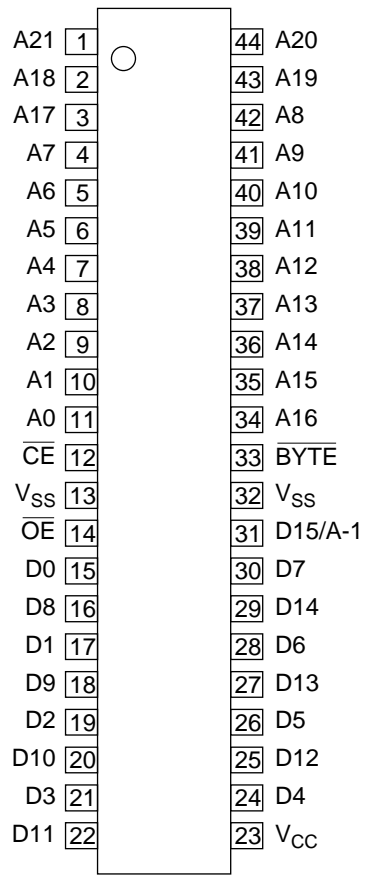 A21 1 44 A20
A18 2 43 A19
A17 3 42 A8
A7 4 41 A9
A6 5 40 A10
A5 6 39 A11
A4 7 38 A12
A3 8 37 A13
A2 9 36 A14
A1 10 35 A15
A0 11 34 A16
C̅E̅ 12 33 B̅Y̅T̅E̅
VSS 13 32 VSS
O̅E̅ 14 31 D15/A-1
D0 15 30 D7
D8 16 29 D14
D1 17 28 D6
D9 18 27 D13
D2 19 26 D5
D10 20 25 D12
D3 21 24 D4
D11 22 23 VCC